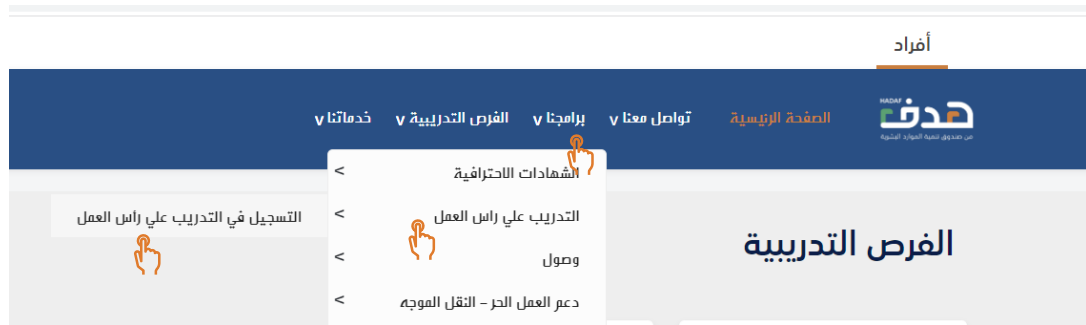 أفراد
HADAF
هدف
من صندوق تنمية الموارد البشرية
الصفحة الرئيسية تواصل معنا v برامجنا v الفرص التدريبية v خدماتنا v
الشهادات الاحترافية >
التدريب علي راس العمل >
التسجيل في التدريب علي راس العمل
وصول >
دعم العمل الحر – النقل الموجه >
الفرص التدريبية